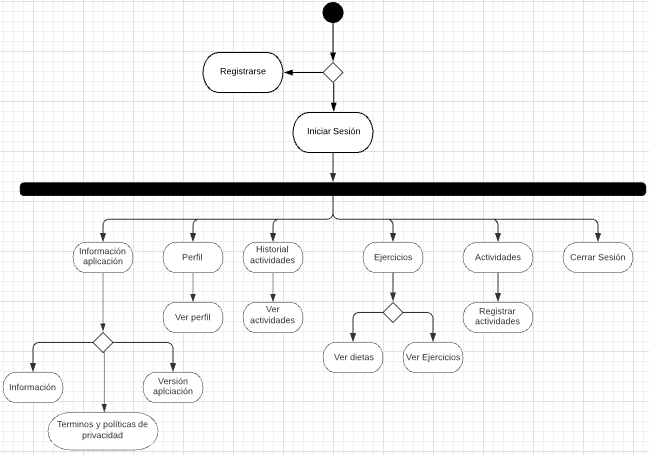 Registrarse
Iniciar Sesión
Información
aplicación
Perfil
Historial
actividades
Ejercicios
Actividades
Cerrar Sesión
Ver perfil
Ver
actividades
Registrar
actividades
Ver dietas
Ver Ejercicios
Información
Versión
aplciación
Terminos y políticas de
privacidad